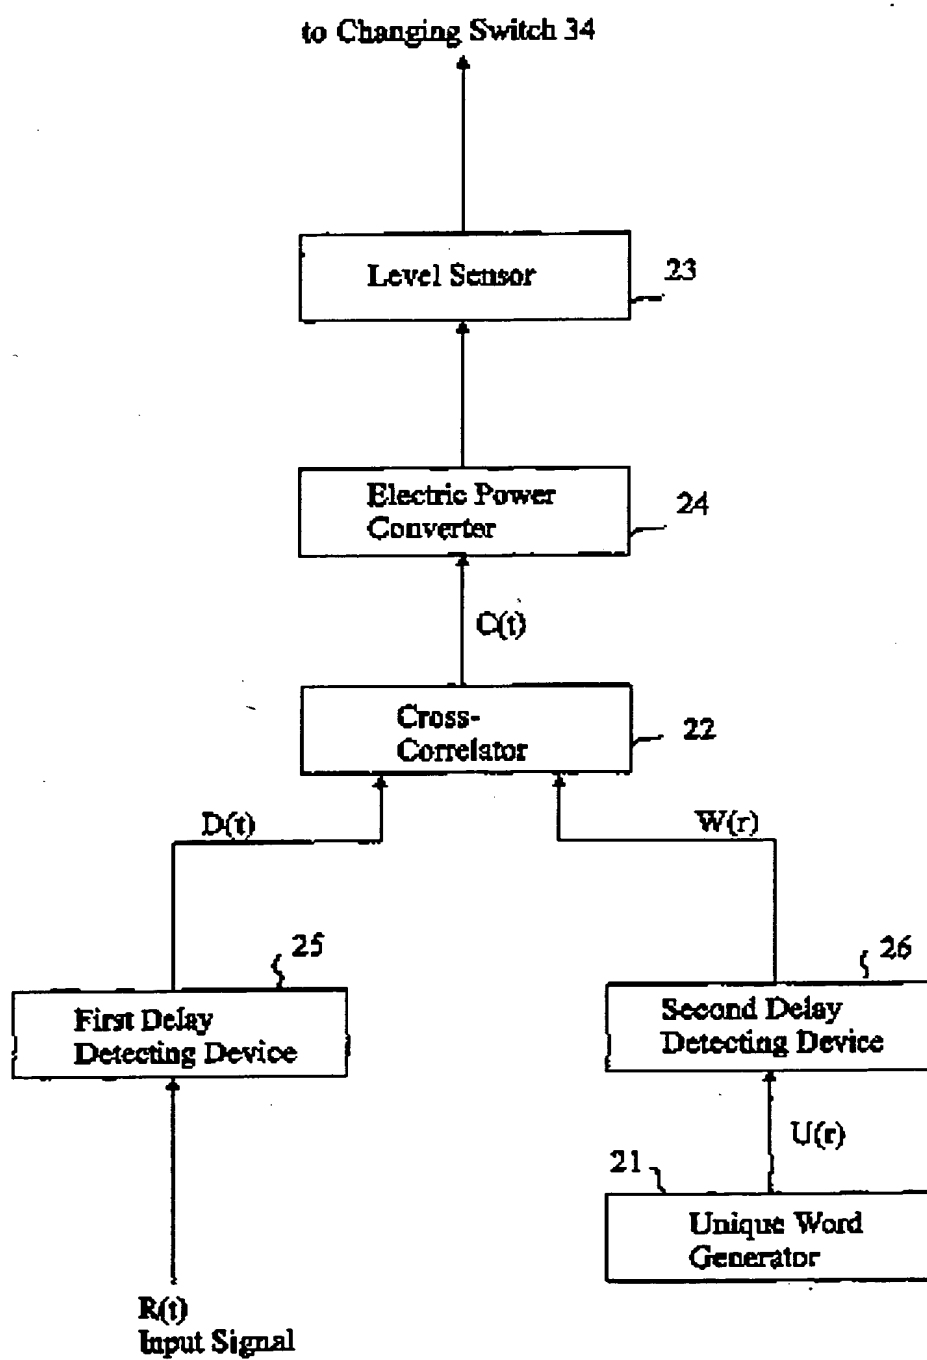 to Changing Switch 34
Level Sensor
23
Electric Power
Converter
24
C(t)
Cross-
Correlator
22
D(t)
W(r)
25
26
First Delay
Detecting Device
Second Delay
Detecting Device
U(r)
21
Unique Word
Generator
R(t)
Input Signal